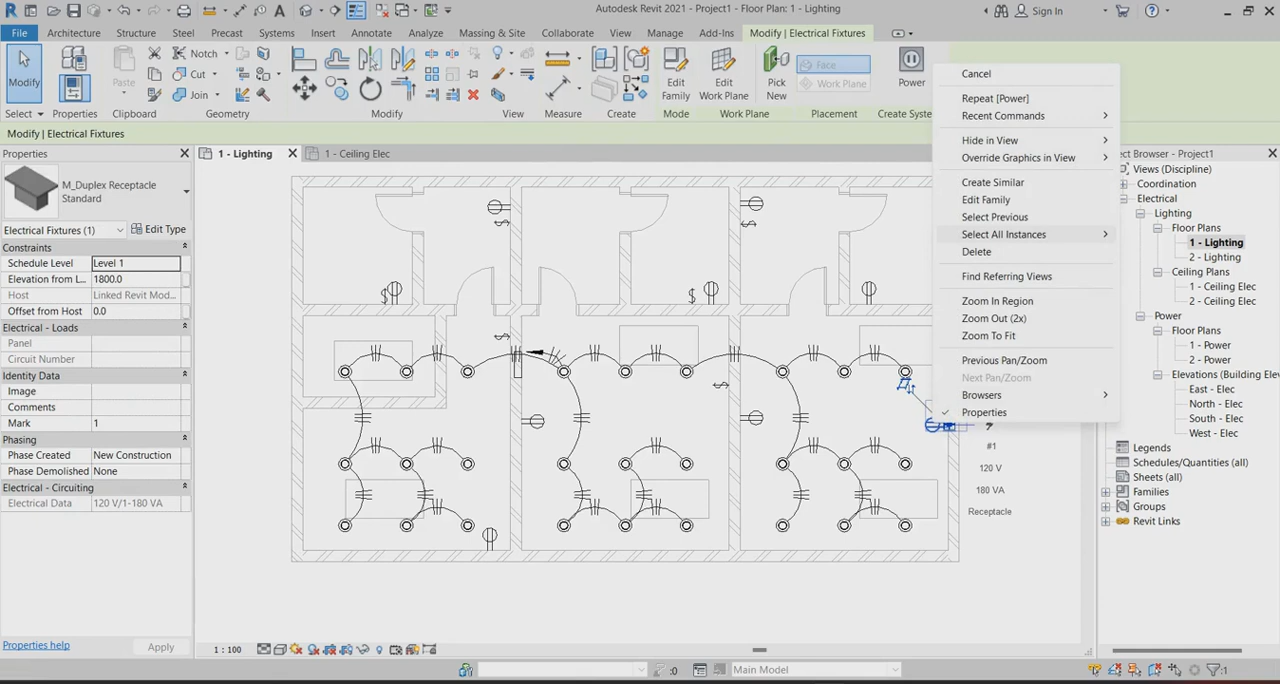 Autodesk Revit 2021 - Project1 - Floor Plan: 1 - Lighting
Sign In
File Architecture Structure Steel Precast Systems Insert Annotate Analyze Massing & Site Collaborate View Manage Add-Ins Modify | Electrical Fixtures
Modify
Paste
Notch
Cut
Join
Edit Family
Edit Work Plane
Pick New
Face
Work Plane
Power
Select Properties Clipboard Geometry Modify View Measure Create Mode Work Plane Placement Create Syste
Modify | Electrical Fixtures
Properties
1 - Lighting
1 - Ceiling Elec
M_Duplex Receptacle
Standard
Electrical Fixtures (1)
Edit Type
Constraints
Schedule Level Level 1
Elevation from L... 1800.0
Host Linked Revit Mod...
Offset from Host 0.0
Electrical - Loads
Panel
Circuit Number
Identity Data
Image
Comments
Mark 1
Phasing
Phase Created New Construction
Phase Demolished None
Electrical - Circuiting
Electrical Data 120 V/1-180 VA
Properties help
Apply
$
$
$
$
$
$
#1
120 V
180 VA
Receptacle
Cancel
Repeat [Power]
Recent Commands
Hide in View
Override Graphics in View
Create Similar
Edit Family
Select Previous
Select All Instances
Delete
Find Referring Views
Zoom In Region
Zoom Out (2x)
Zoom To Fit
Previous Pan/Zoom
Next Pan/Zoom
Browsers
Properties
ect Browser - Project1
Views (Discipline)
Coordination
Electrical
Lighting
Floor Plans
1 - Lighting
2 - Lighting
Ceiling Plans
1 - Ceiling Elec
2 - Ceiling Elec
Power
Floor Plans
1 - Power
2 - Power
Elevations (Building Elev
East - Elec
North - Elec
South - Elec
West - Elec
Legends
Schedules/Quantities (all)
Sheets (all)
Families
Groups
Revit Links
1 : 100
:0
Main Model
:1